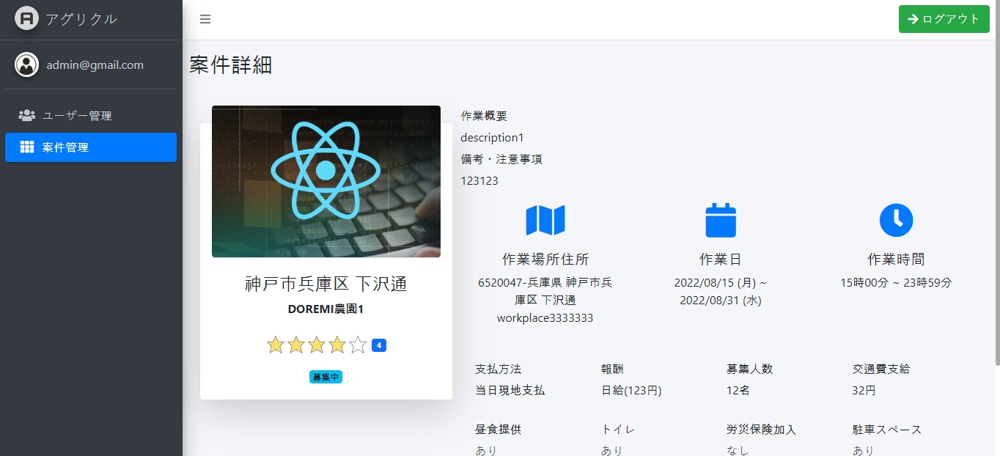 アグリクル
ログアウト
admin@gmail.com
ユーザー管理
案件管理
案件詳細
神戸市兵庫区 下沢通
DOREMI農園1
4
募集中
作業概要
description1
備考・注意事項
123123
作業場所住所
6520047-兵庫県 神戸市兵
庫区 下沢通
workplace3333333
作業日
2022/08/15 (月) ~
2022/08/31 (水)
作業時間
15時00分 ~ 23時59分
支払方法
当日現地支払
報酬
日給(123円)
募集人数
12名
交通費支給
32円
昼食提供
あり
トイレ
あり
労災保険加入
なし
駐車スペース
あり